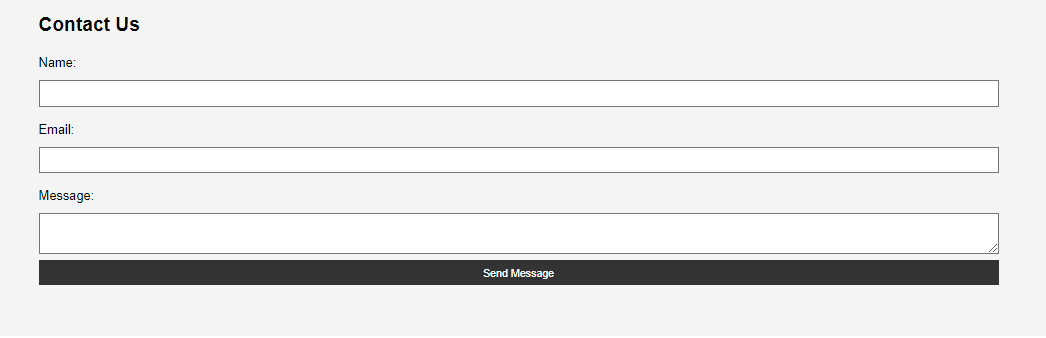 Contact Us
Name:
Email:
Message:
Send Message